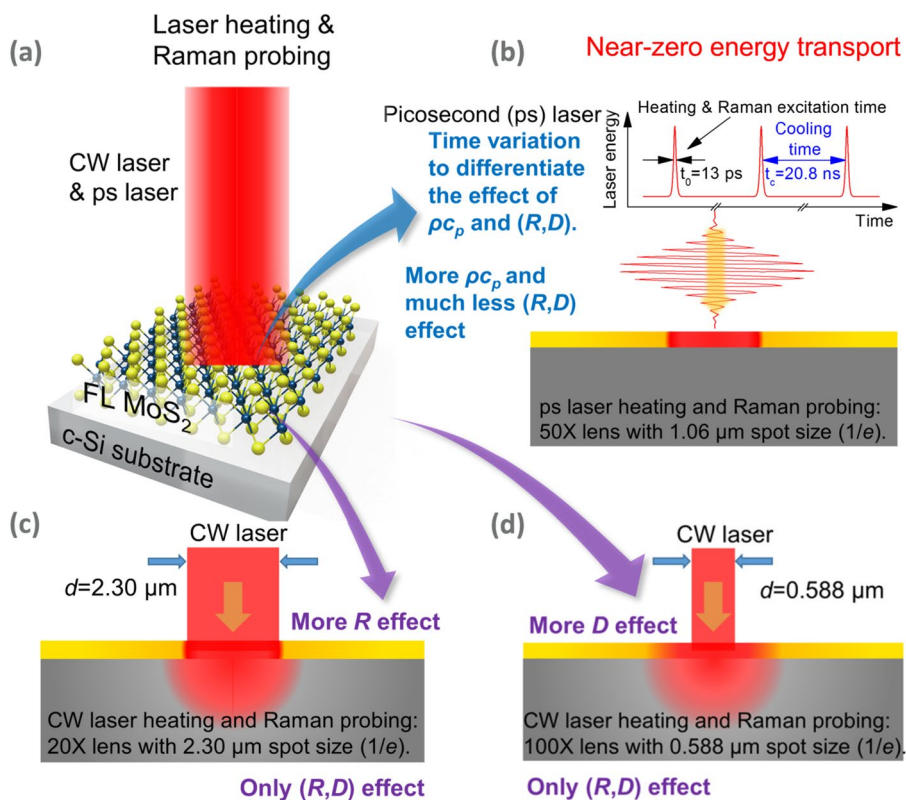 (a)
Laser heating &
Raman probing
CW laser
& ps laser
FL MoS₂
c-Si substrate
(b)
Near-zero energy transport
Picosecond (ps) laser
Time variation
to differentiate
the effect of
ρcₚ and (R,D).
More ρcₚ and
much less (R,D)
effect
Heating & Raman excitation time
Laser energy
Cooling
time
t₀=13 ps
t꜀=20.8 ns
Time
ps laser heating and Raman probing:
50X lens with 1.06 μm spot size (1/e).
(c)
CW laser
d=2.30 μm
More R effect
CW laser heating and Raman probing:
20X lens with 2.30 μm spot size (1/e).
Only (R,D) effect
(d)
CW laser
d=0.588 μm
More D effect
CW laser heating and Raman probing:
100X lens with 0.588 μm spot size (1/e).
Only (R,D) effect